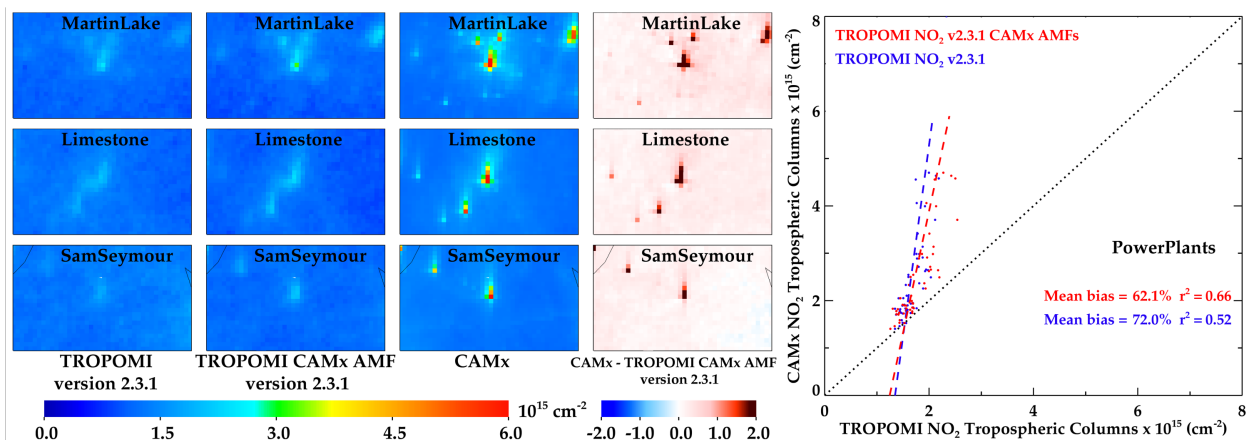 MartinLake
MartinLake
MartinLake
MartinLake
Limestone
Limestone
Limestone
Limestone
SamSeymour
SamSeymour
SamSeymour
SamSeymour
TROPOMI
version 2.3.1
TROPOMI CAMx AMF
version 2.3.1
CAMx
CAMx - TROPOMI CAMx AMF
version 2.3.1
10¹⁵ cm⁻²
0.0 1.5 3.0 4.5 6.0
-2.0 -1.0 0.0 1.0 2.0
CAMx NO₂ Tropospheric Columns x 10¹⁵ (cm⁻²)
8
6
4
2
0
TROPOMI NO₂ v2.3.1 CAMx AMFs
TROPOMI NO₂ v2.3.1
PowerPlants
Mean bias = 62.1% r² = 0.66
Mean bias = 72.0% r² = 0.52
0 2 4 6 8
TROPOMI NO₂ Tropospheric Columns x 10¹⁵ (cm⁻²)